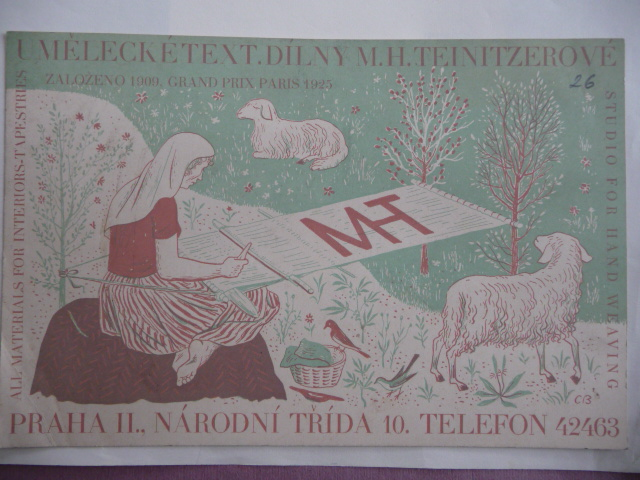 UMĚLECKÉ TEXT. DÍLNY M.H. TEINITZEROVÉ
ZALOŽENO 1909, GRAND PRIX PARIS 1925
26
ALL MATERIALS FOR INTERIORS-TAPESTRIES
STUDIO FOR HAND WEAVING
MHT
CB
PRAHA II., NÁRODNÍ TŘÍDA 10. TELEFON 42463